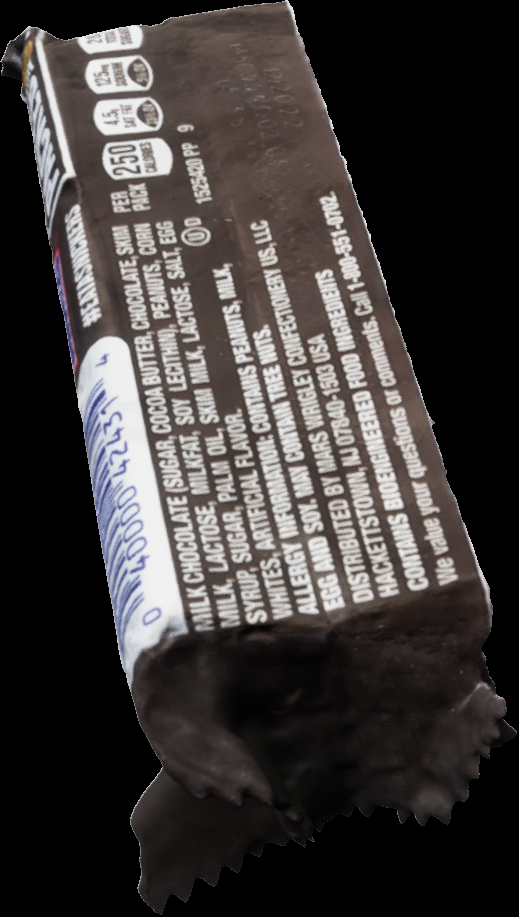 #EATASNICKERS
250
CALORIES
PER
PACK
4.5g
SAT FAT
125mg
SODIUM
MILK CHOCOLATE (SUGAR, COCOA BUTTER, CHOCOLATE, SKIM
MILK, LACTOSE, MILKFAT, SOY LECITHIN), PEANUTS, CORN
SYRUP, SUGAR, PALM OIL, SKIM MILK, LACTOSE, SALT, EGG
WHITES, ARTIFICIAL FLAVOR.
ALLERGY INFORMATION: CONTAINS PEANUTS, MILK,
EGG AND SOY. MAY CONTAIN TREE NUTS.
DISTRIBUTED BY MARS WRIGLEY CONFECTIONERY US, LLC
HACKETTSTOWN, NJ 07840-1503 USA
CONTAINS BIOENGINEERED FOOD INGREDIENTS
We value your questions or comments. Call 1-800-551-0702.
U D
1525420 PP 9
0 40000 42431 4